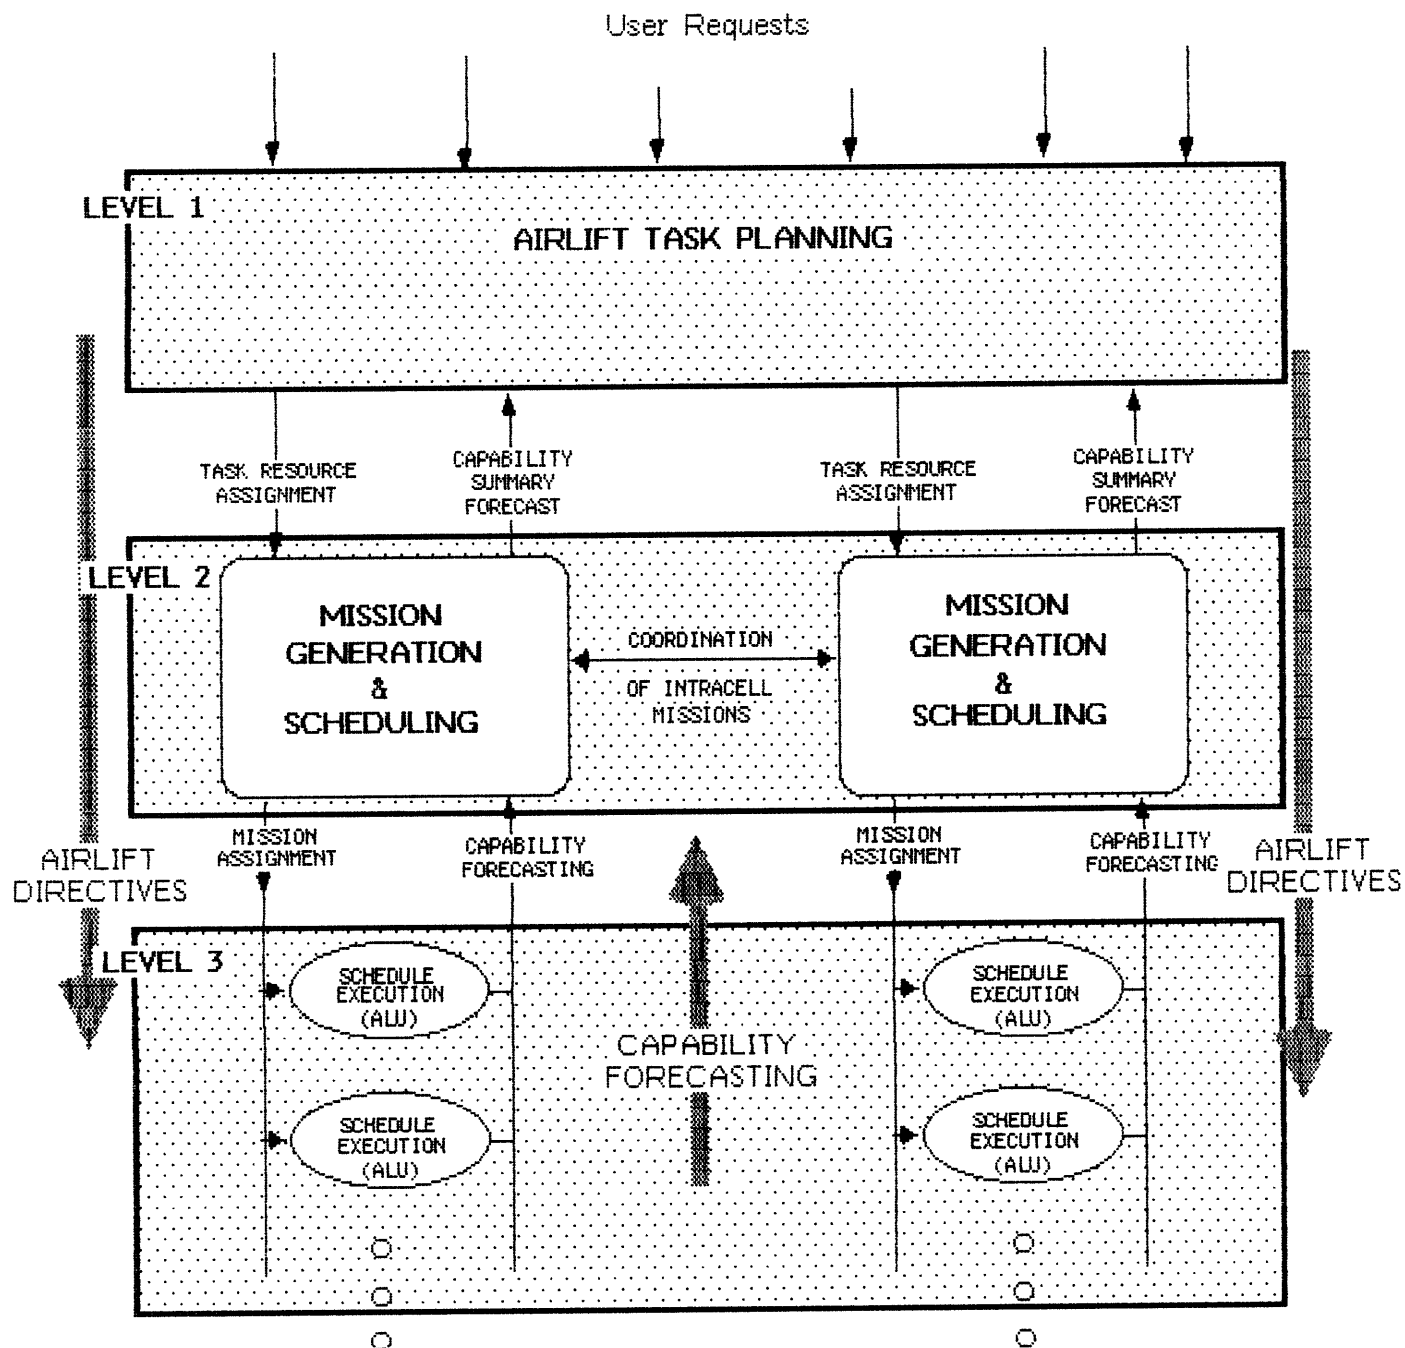 User Requests
LEVEL 1
AIRLIFT TASK PLANNING
TASK RESOURCE
ASSIGNMENT
CAPABILITY
SUMMARY
FORECAST
TASK RESOURCE
ASSIGNMENT
CAPABILITY
SUMMARY
FORECAST
LEVEL 2
MISSION
GENERATION
&
SCHEDULING
COORDINATION
OF INTRACELL
MISSIONS
MISSION
GENERATION
&
SCHEDULING
AIRLIFT
DIRECTIVES
MISSION
ASSIGNMENT
CAPABILITY
FORECASTING
MISSION
ASSIGNMENT
CAPABILITY
FORECASTING
AIRLIFT
DIRECTIVES
LEVEL 3
SCHEDULE
EXECUTION
(ALU)
SCHEDULE
EXECUTION
(ALU)
CAPABILITY
FORECASTING
SCHEDULE
EXECUTION
(ALU)
SCHEDULE
EXECUTION
(ALU)